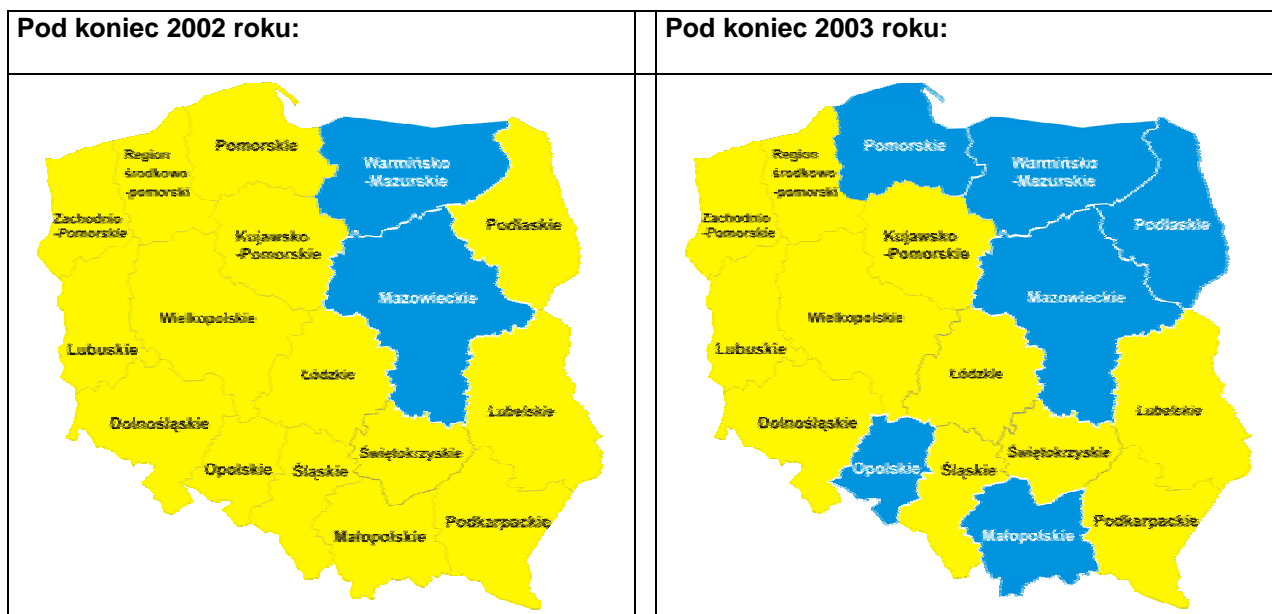 Pod koniec 2002 roku:
Pod koniec 2003 roku:
Pomorskie
Warmińsko
-Mazurskie
Region
środkowo
-pomorski
Zachodnio
-Pomorskie
Kujawsko
-Pomorskie
Podlaskie
Mazowieckie
Wielkopolskie
Lubuskie
Łódzkie
Dolnośląskie
Lubelskie
Opolskie
Śląskie
Świętokrzyskie
Małopolskie
Podkarpackie
Pomorskie
Warmińsko
-Mazurskie
Region
środkowo
-pomorski
Zachodnio
-Pomorskie
Kujawsko
-Pomorskie
Podlaskie
Mazowieckie
Wielkopolskie
Lubuskie
Łódzkie
Dolnośląskie
Lubelskie
Opolskie
Śląskie
Świętokrzyskie
Małopolskie
Podkarpackie